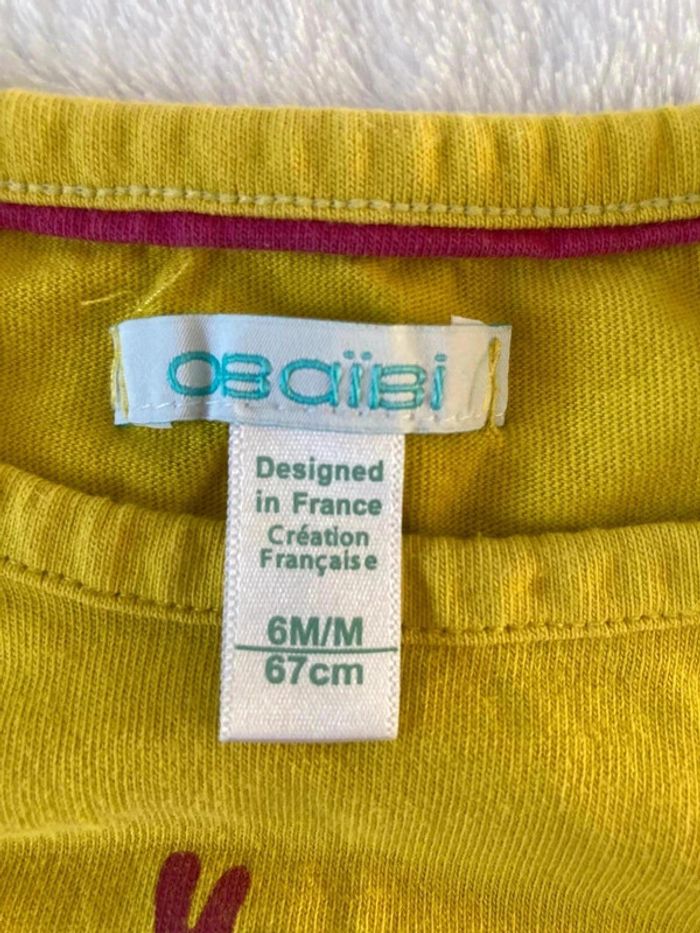 OBaïBi
Designed
in France
Création
Française
6M/M
67cm